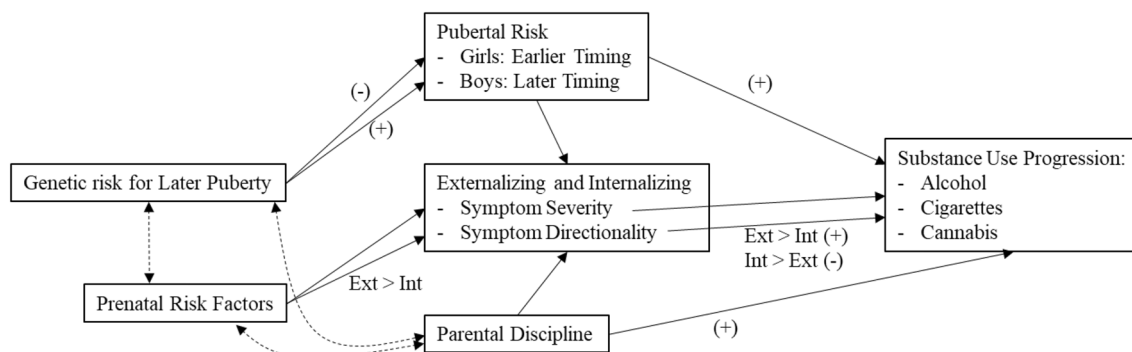 Pubertal Risk
- Girls: Earlier Timing
- Boys: Later Timing
(-)
(+)
(+)
Genetic risk for Later Puberty
Externalizing and Internalizing
- Symptom Severity
- Symptom Directionality
Substance Use Progression:
- Alcohol
- Cigarettes
- Cannabis
Ext > Int (+)
Int > Ext (-)
Ext > Int
Prenatal Risk Factors
Parental Discipline
(+)